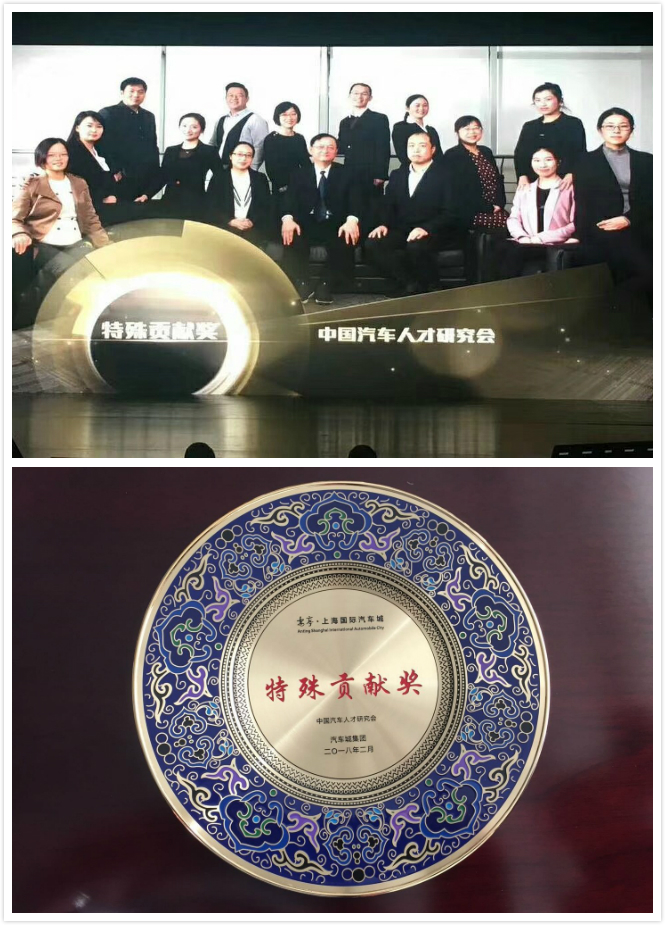 特殊贡献奖
中国汽车人才研究会
安亭·上海国际汽车城
AnTing·Shanghai International Automobile City
特殊贡献奖
中国汽车人才研究会
汽车城集团
二〇一八年二月